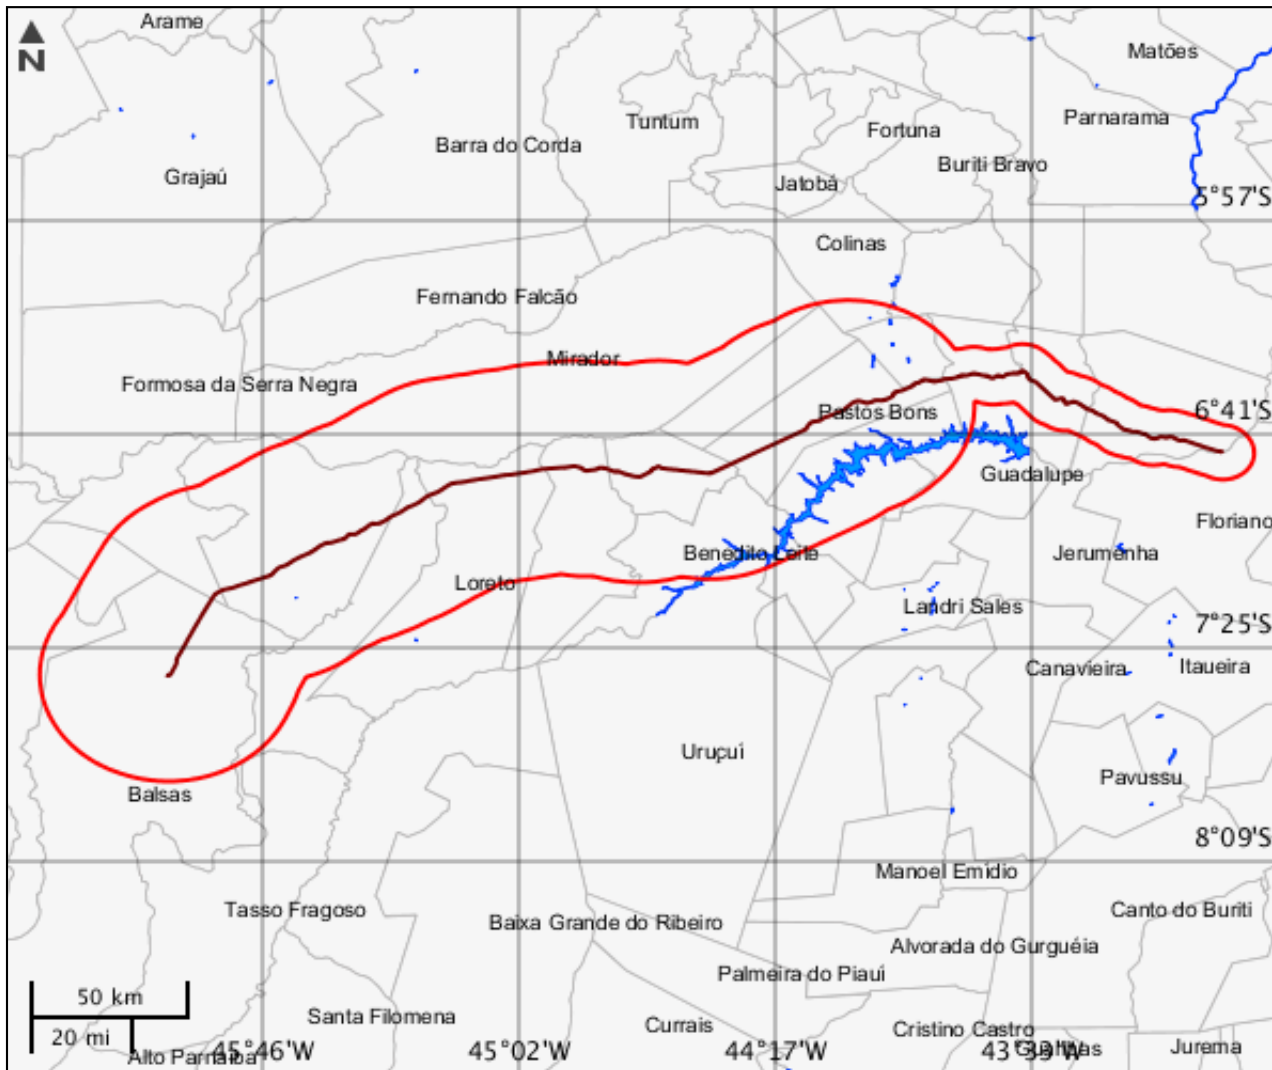 Arame
N
Matões
Tuntum
Parnarama
Fortuna
Barra do Corda
Buriti Bravo
Grajaú
Jatobá
5°57'S
Colinas
Fernando Falcão
Mirador
Formosa da Serra Negra
Pastos Bons
6°41'S
Guadalupe
Floriano
Benedito Leite
Jerumenha
Loreto
Landri Sales
7°25'S
Canavieira
Itaueira
Uruçuí
Pavussu
Balsas
8°09'S
Manoel Emídio
Tasso Fragoso
Canto do Buriti
Baixa Grande do Ribeiro
Alvorada do Gurguéia
Palmeira do Piauí
50 km
Santa Filomena
Currais
Cristino Castro
20 mi
Alto Parnaíba
45°46'W
45°02'W
44°17'W
Jurema